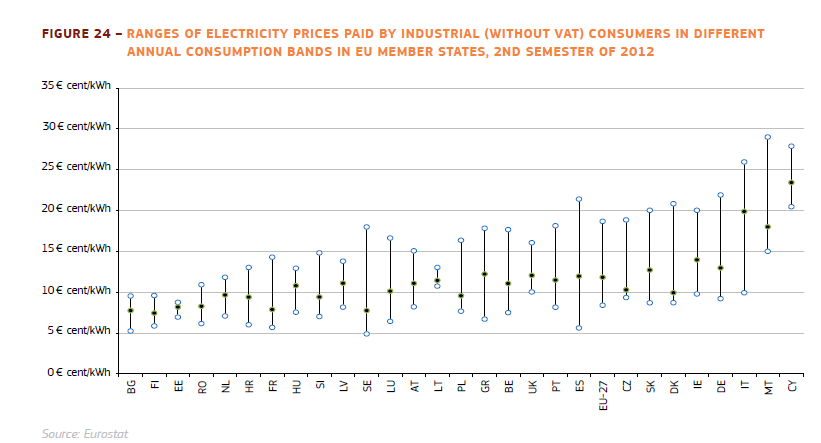 FIGURE 24 – RANGES OF ELECTRICITY PRICES PAID BY INDUSTRIAL (WITHOUT VAT) CONSUMERS IN DIFFERENT
ANNUAL CONSUMPTION BANDS IN EU MEMBER STATES, 2ND SEMESTER OF 2012
35 € cent/kWh
30 € cent/kWh
25 € cent/kWh
20 € cent/kWh
15 € cent/kWh
10 € cent/kWh
5 € cent/kWh
0 € cent/kWh
BG FI EE RO NL HR FR HU SI LV SE LU AT LT PL GR BE UK PT ES EU-27 CZ SK DK IE DE IT MT CY
Source: Eurostat